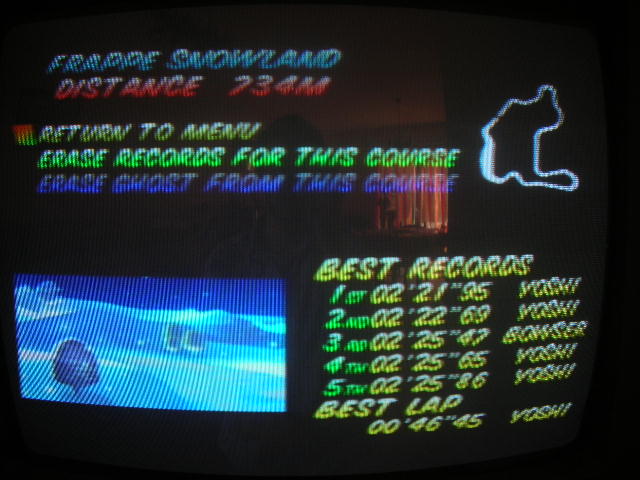 FRAPPE SNOWLAND
DISTANCE 734M
RETURN TO MENU
ERASE RECORDS FOR THIS COURSE
ERASE GHOST FROM THIS COURSE
BEST RECORDS
1ST 02'21"95 YOSHI
2ND 02'22"69 YOSHI
3RD 02'25"47 BOWSER
4TH 02'25"65 YOSHI
5TH 02'25"86 YOSHI
BEST LAP
00'46"45 YOSHI